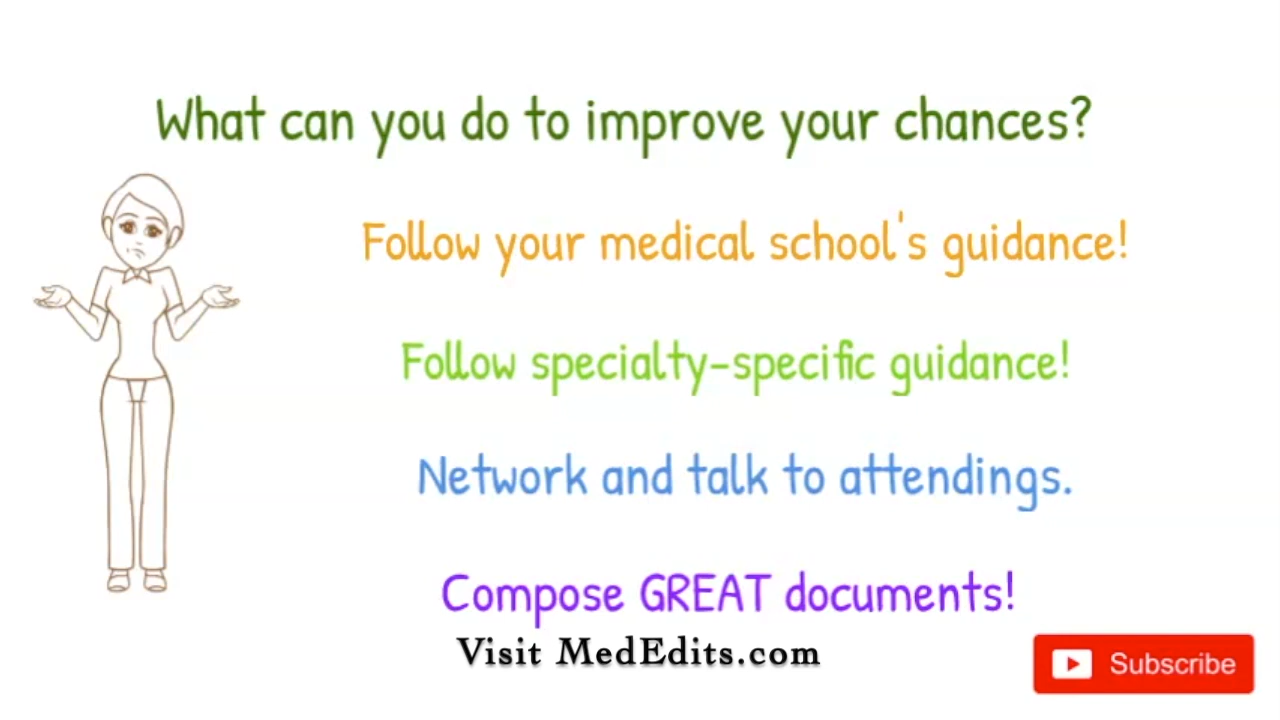 What can you do to improve your chances?
Follow your medical school's guidance!
Follow specialty-specific guidance!
Network and talk to attendings.
Compose GREAT documents!
Visit MedEdits.com
Subscribe